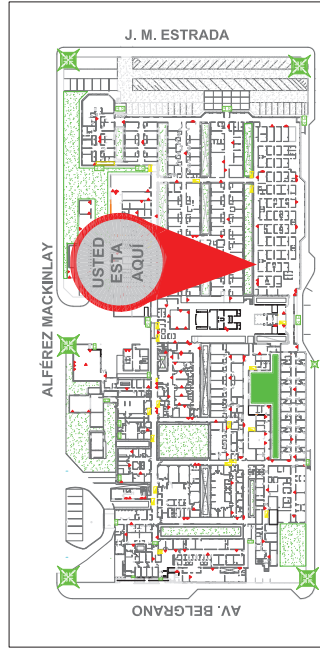 J. M. ESTRADA
ALFÉREZ MACKINLAY
USTED
ESTA
AQUÍ
AV. BELGRANO